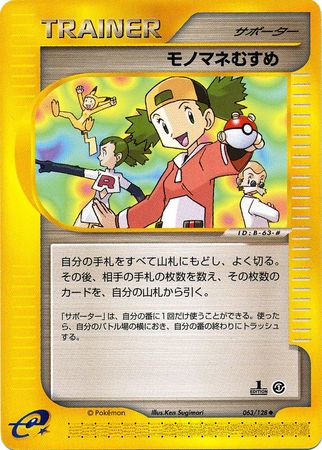 TRAINER
サポーター
モノマネむすめ
ID:B-63-#
自分の手札をすべて山札にもどし、よく切る。
その後、相手の手札の枚数を数え、その枚数の
カードを、自分の山札から引く。
「サポーター」は、自分の番に1回だけ使うことができる。使った
ら、自分のバトル場の横におき、自分の番の終わりにトラッシュ
する。
1
EDITION
e
©Pokémon
Illus.Ken Sugimori
063/128●
R